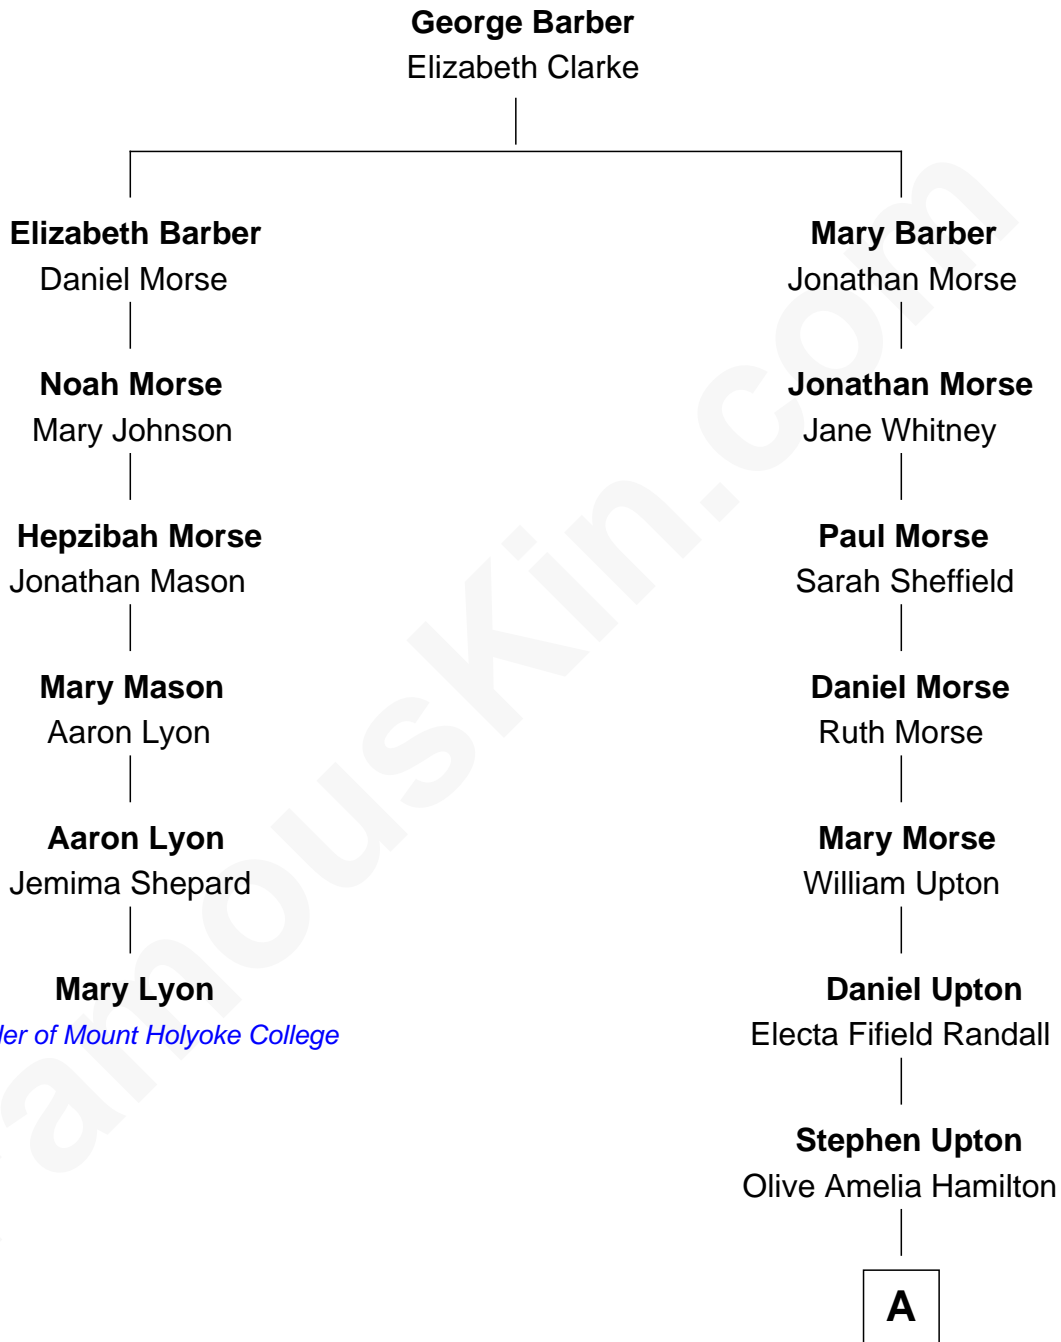 George Barber
Elizabeth Clarke
Elizabeth Barber
Daniel Morse
Noah Morse
Mary Johnson
Hepzibah Morse
Jonathan Mason
Mary Mason
Aaron Lyon
Aaron Lyon
Jemima Shepard
Mary Lyon
of Mount Holyoke College
Mary Barber
Jonathan Morse
Jonathan Morse
Jane Whitney
Paul Morse
Sarah Sheffield
Daniel Morse
Ruth Morse
Mary Morse
William Upton
Daniel Upton
Electa Fifield Randall
Stephen Upton
Olive Amelia Hamilton
A
amousKin.com